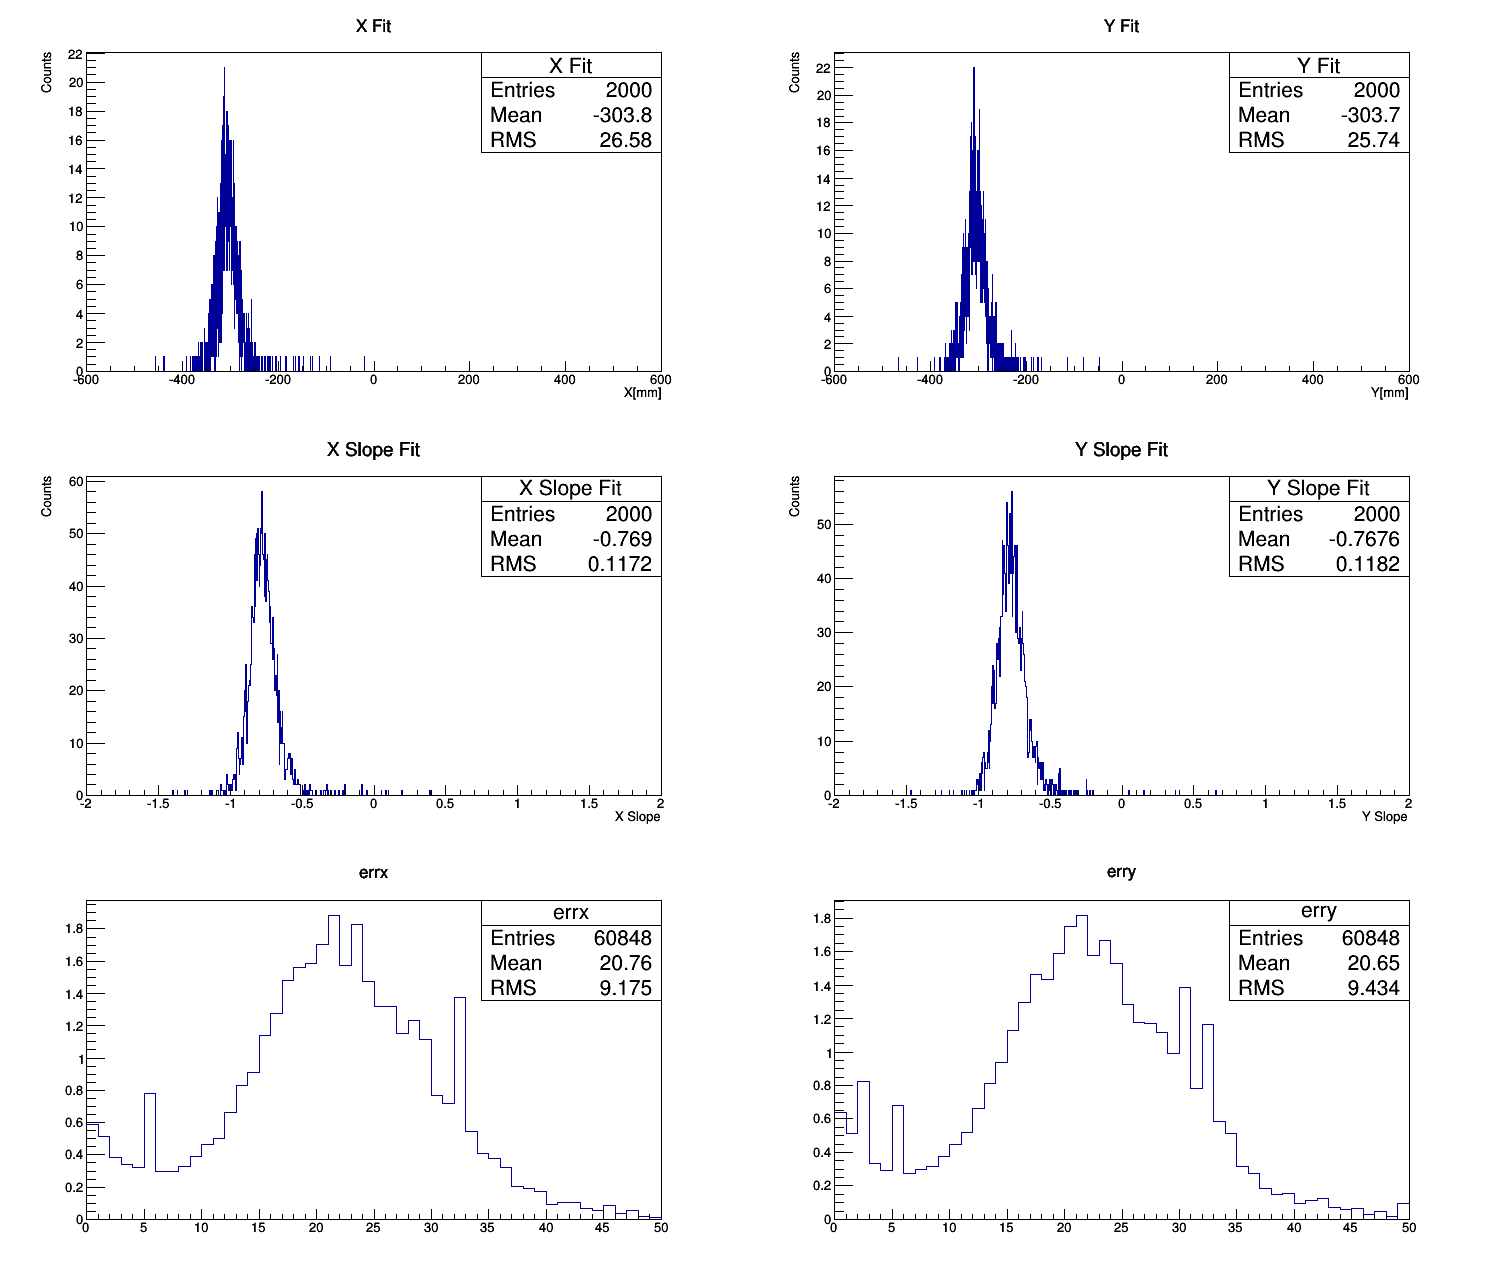 X Fit
Counts
X Fit
Entries 2000
Mean -303.8
RMS 26.58
22
20
18
16
14
12
10
8
6
4
2
0
-600 -400 -200 0 200 400 600
X[mm]
Y Fit
Counts
Y Fit
Entries 2000
Mean -303.7
RMS 25.74
22
20
18
16
14
12
10
8
6
4
2
0
-600 -400 -200 0 200 400 600
Y[mm]
X Slope Fit
Counts
X Slope Fit
Entries 2000
Mean -0.769
RMS 0.1172
60
50
40
30
20
10
0
-2 -1.5 -1 -0.5 0 0.5 1 1.5 2
X Slope
Y Slope Fit
Counts
Y Slope Fit
Entries 2000
Mean -0.7676
RMS 0.1182
50
40
30
20
10
0
-2 -1.5 -1 -0.5 0 0.5 1 1.5 2
Y Slope
errx
errx
Entries 60848
Mean 20.76
RMS 9.175
1.8
1.6
1.4
1.2
1
0.8
0.6
0.4
0.2
0
0 5 10 15 20 25 30 35 40 45 50
erry
erry
Entries 60848
Mean 20.65
RMS 9.434
1.8
1.6
1.4
1.2
1
0.8
0.6
0.4
0.2
0
0 5 10 15 20 25 30 35 40 45 50